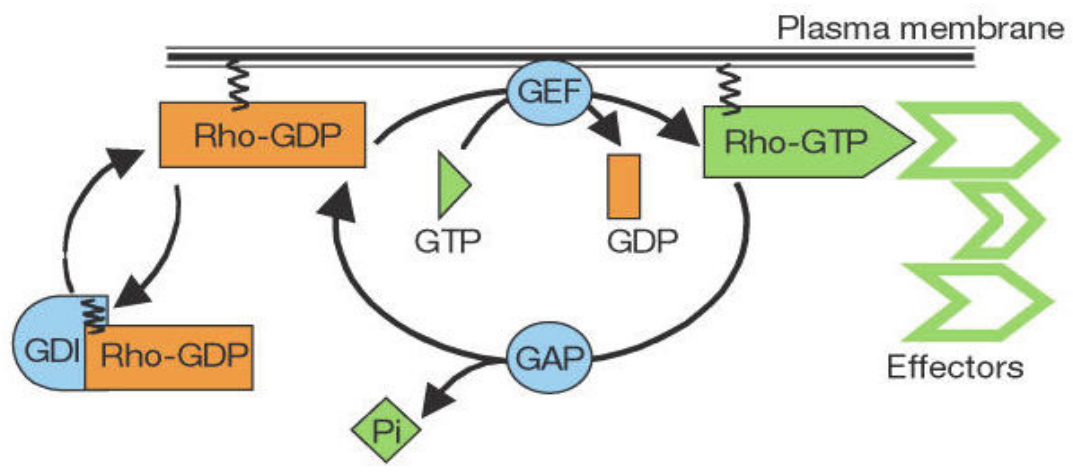 Plasma membrane
GEF
Rho-GDP
Rho-GTP
GTP
GDP
GDI
Rho-GDP
GAP
Effectors
Pi